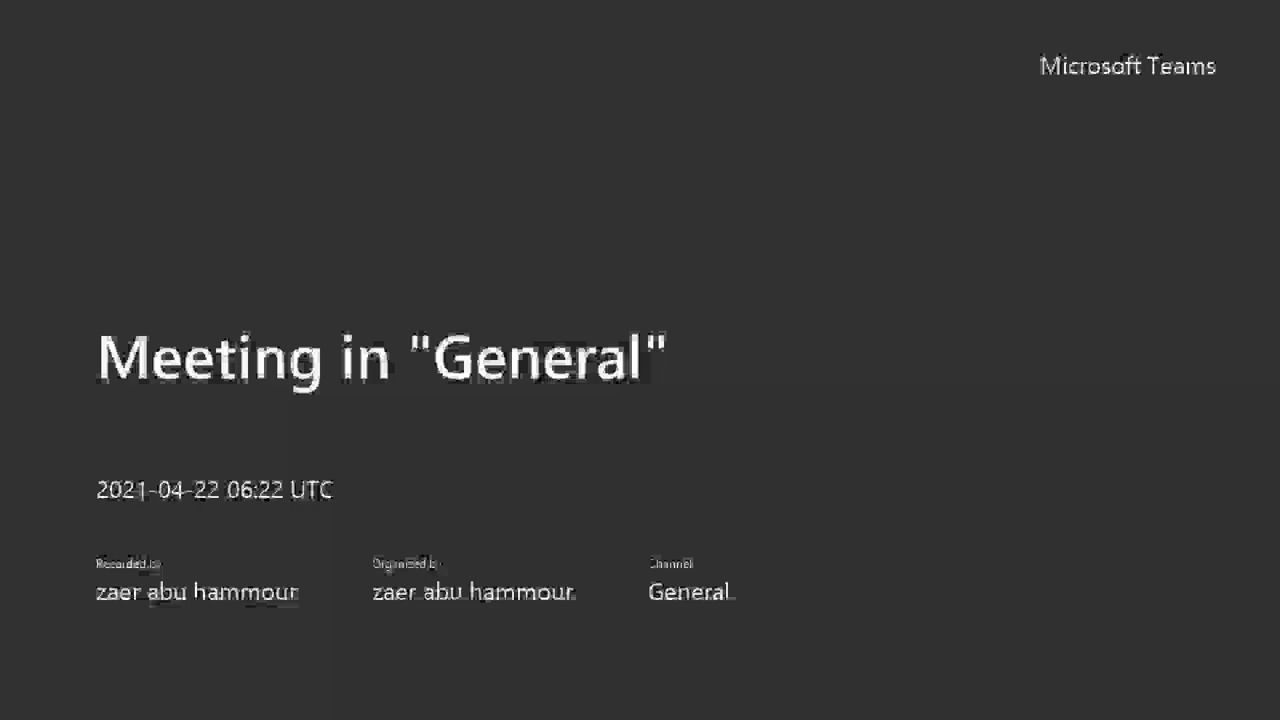 Microsoft Teams
Meeting in "General"
2021-04-22 06:22 UTC
Recorded by Organized by Channel
zaer abu hammour zaer abu hammour General